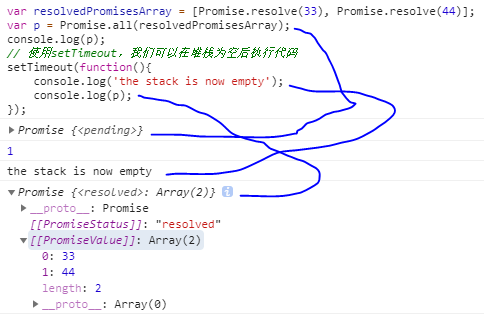 var resolvedPromisesArray = [Promise.resolve(33), Promise.resolve(44)];
var p = Promise.all(resolvedPromisesArray);
console.log(p);
// 使用setTimeout，我们可以在堆栈为空后执行代码
setTimeout(function(){
    console.log('the stack is now empty');
    console.log(p);
});
▶ Promise {<pending>}
1
the stack is now empty
▼ Promise {<resolved>: Array(2)} i
▶ __proto__: Promise
[[PromiseStatus]]: "resolved"
▼ [[PromiseValue]]: Array(2)
0: 33
1: 44
length: 2
▶ __proto__: Array(0)